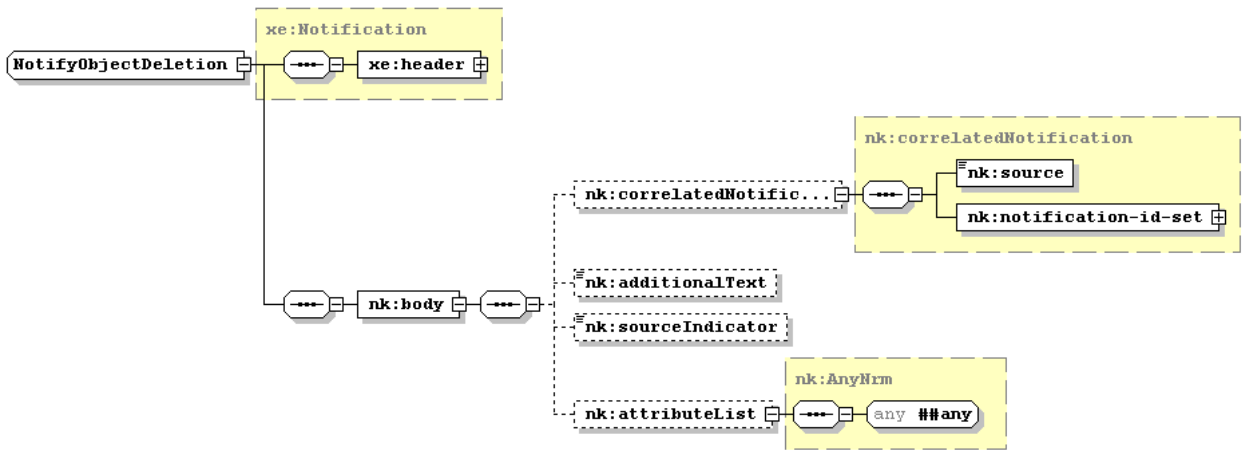 xe:Notification
NotifyObjectDeletion
xe:header
nk:correlatedNotification
nk:source
nk:correlatedNotific...
nk:notification-id-set
nk:additionalText
nk:body
nk:sourceIndicator
nk:AnyNrm
nk:attributeList
any ##any